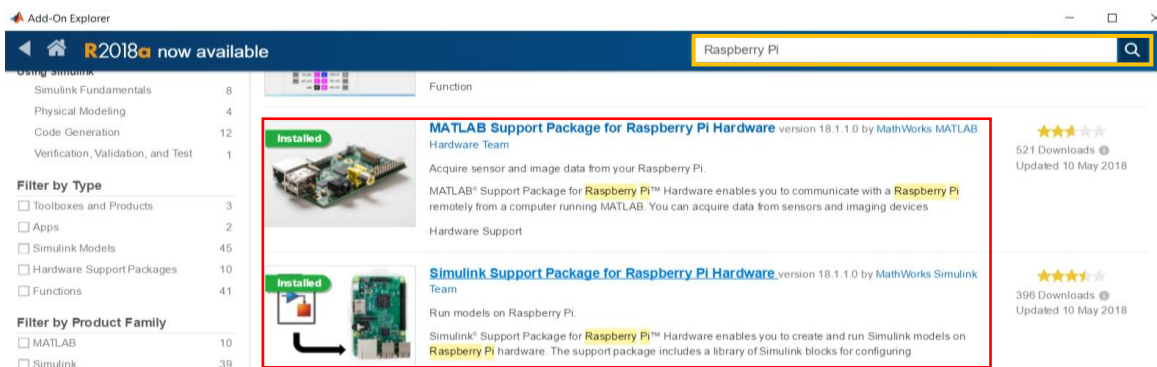 Add-On Explorer
R2018a now available
Raspberry Pi
Using Simulink
Simulink Fundamentals 8
Physical Modeling 4
Code Generation 12
Verification, Validation, and Test 1
Filter by Type
Toolboxes and Products 3
Apps 2
Simulink Models 45
Hardware Support Packages 10
Functions 41
Filter by Product Family
MATLAB 10
Simulink 39
Function
Installed
MATLAB Support Package for Raspberry Pi Hardware version 18.1.1.0 by MathWorks MATLAB
Hardware Team
Acquire sensor and image data from your Raspberry Pi.
MATLAB® Support Package for Raspberry Pi™ Hardware enables you to communicate with a Raspberry Pi
remotely from a computer running MATLAB. You can acquire data from sensors and imaging devices
Hardware Support
521 Downloads
Updated 10 May 2018
Installed
Simulink Support Package for Raspberry Pi Hardware version 18.1.1.0 by MathWorks Simulink
Team
Run models on Raspberry Pi.
Simulink® Support Package for Raspberry Pi™ Hardware enables you to create and run Simulink models on
Raspberry Pi hardware. The support package includes a library of Simulink blocks for configuring
396 Downloads
Updated 10 May 2018